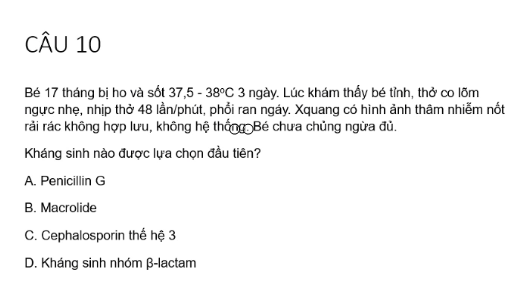 CÂU 10
Bé 17 tháng bị ho và sốt 37,5 - 38ºC 3 ngày. Lúc khám thấy bé tỉnh, thở co lõm
ngực nhẹ, nhịp thở 48 lần/phút, phổi ran ngáy. Xquang có hình ảnh thâm nhiễm nốt
rải rác không hợp lưu, không hệ thống. Bé chưa chủng ngừa đủ.
Kháng sinh nào được lựa chọn đầu tiên?
A. Penicillin G
B. Macrolide
C. Cephalosporin thế hệ 3
D. Kháng sinh nhóm β-lactam